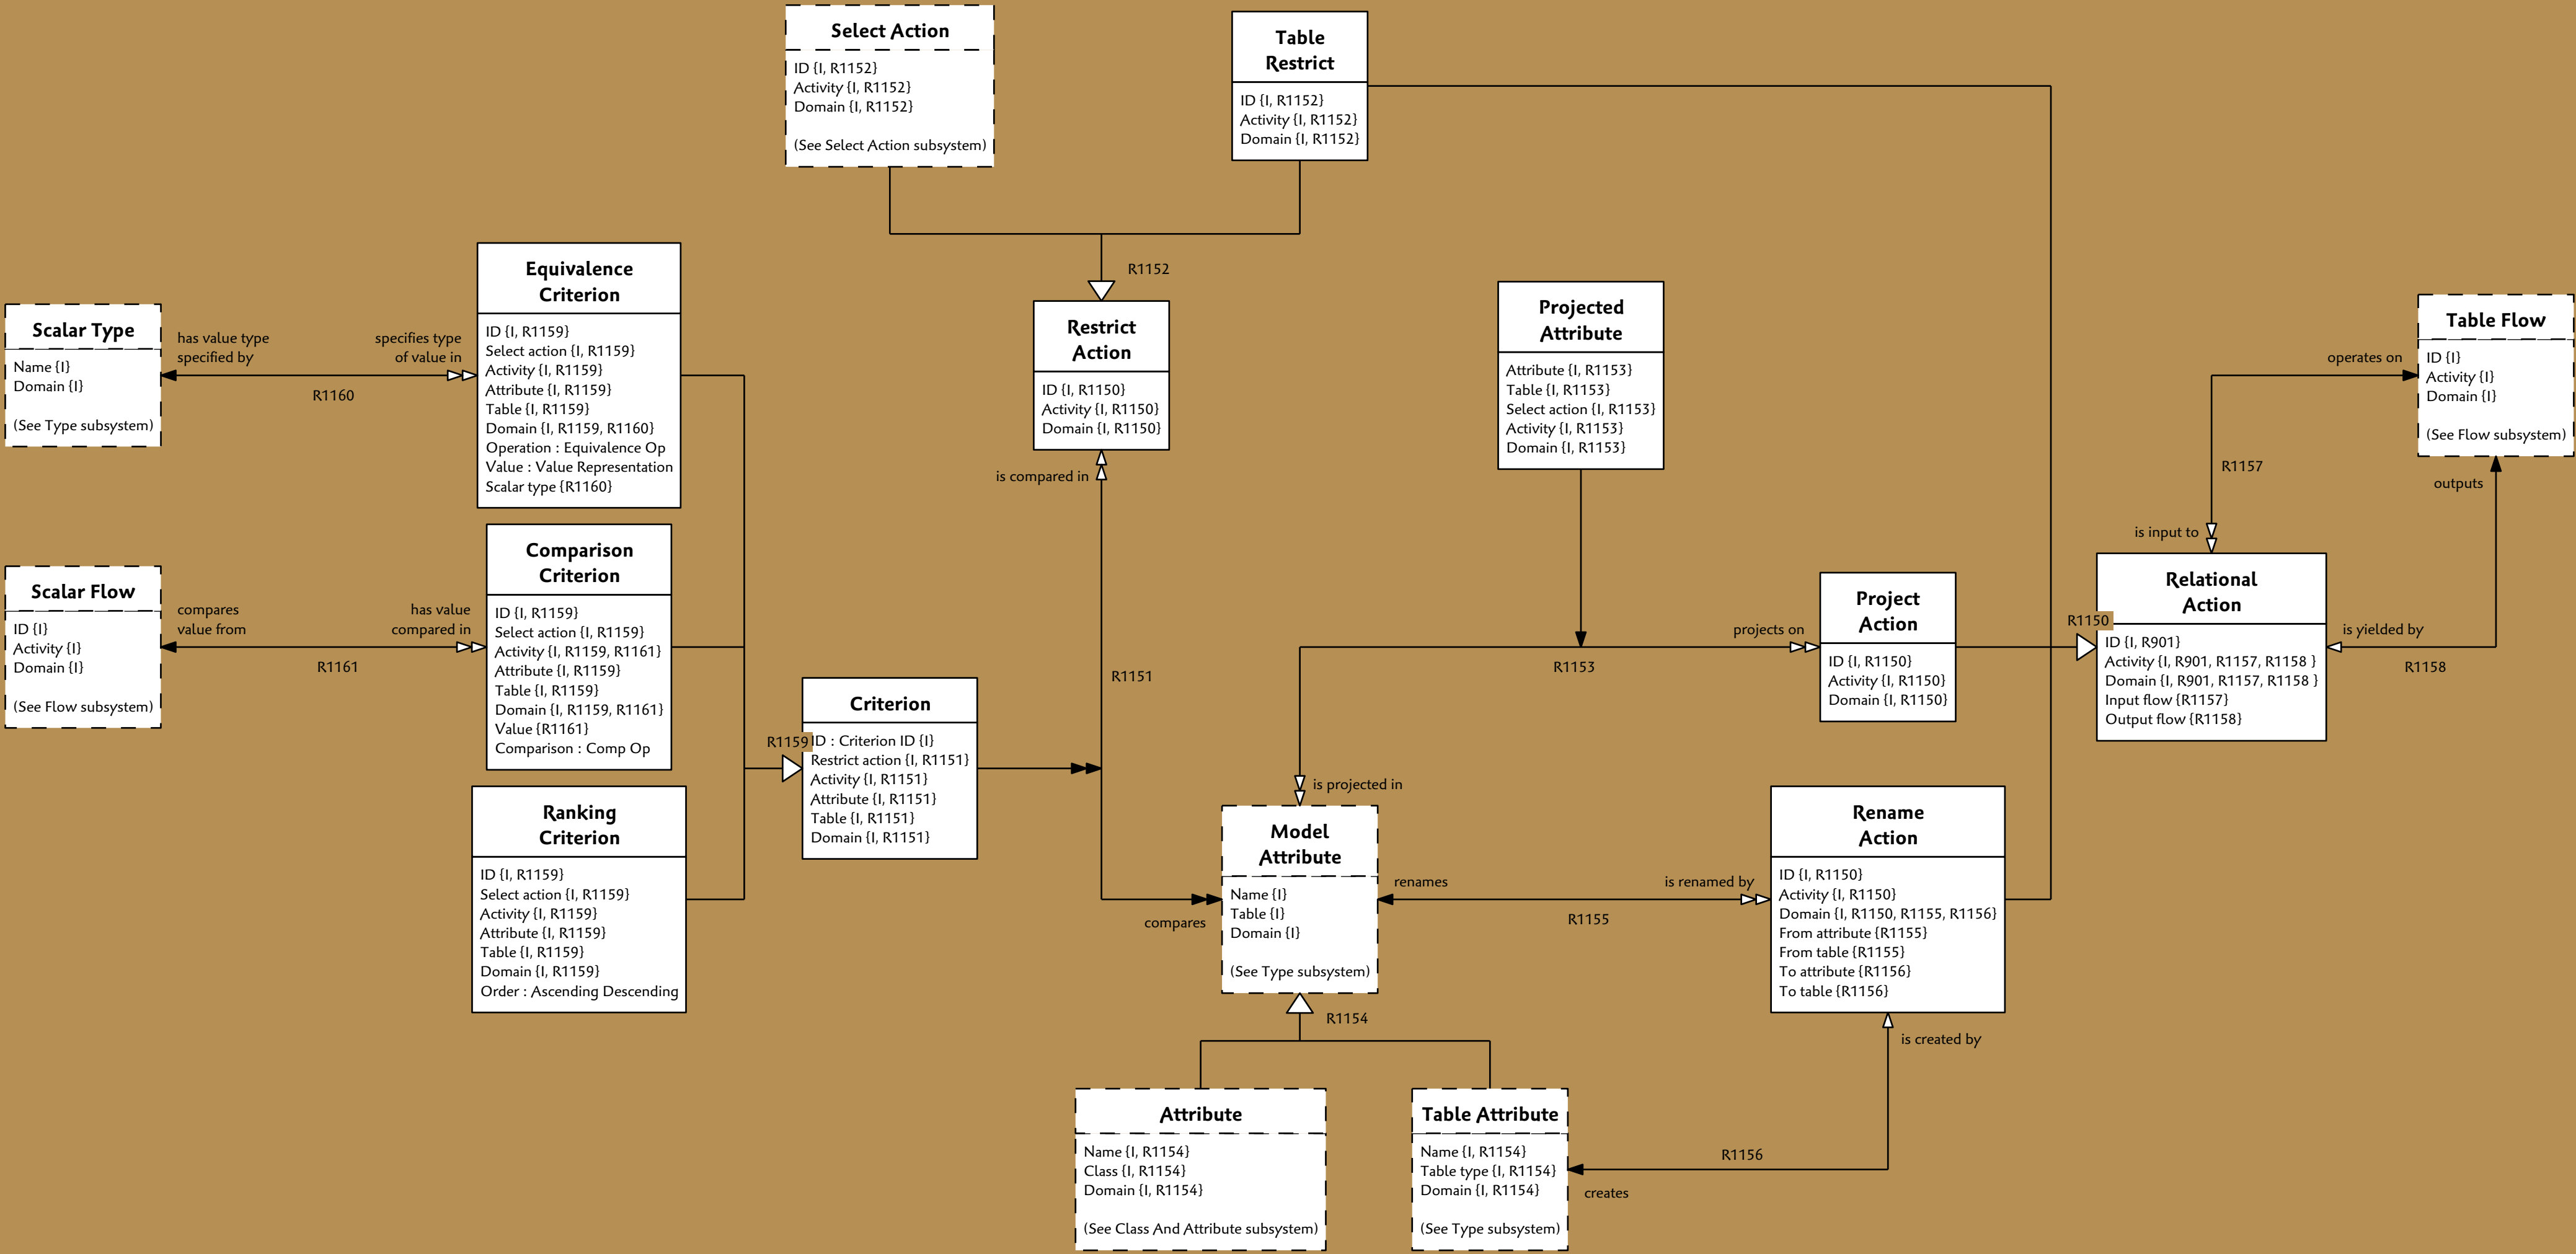 Select Action
ID {I, R1152}
Activity {I, R1152}
Domain {I, R1152}
(See Select Action subsystem)
Table
Restrict
ID {I, R1152}
Activity {I, R1152}
Domain {I, R1152}
R1152
Equivalence
Criterion
ID {I, R1159}
Select action {I, R1159}
Activity {I, R1159}
Attribute {I, R1159}
Table {I, R1159}
Domain {I, R1159, R1160}
Operation : Equivalence Op
Value : Value Representation
Scalar type {R1160}
Scalar Type
Name {I}
Domain {I}
(See Type subsystem)
has value type
specified by
specifies type
of value in
R1160
Restrict
Action
ID {I, R1150}
Activity {I, R1150}
Domain {I, R1150}
is compared in
Projected
Attribute
Attribute {I, R1153}
Table {I, R1153}
Select action {I, R1153}
Activity {I, R1153}
Domain {I, R1153}
Table Flow
ID {I}
Activity {I}
Domain {I}
(See Flow subsystem)
operates on
R1157
outputs
is input to
Comparison
Criterion
ID {I, R1159}
Select action {I, R1159}
Activity {I, R1159, R1161}
Attribute {I, R1159}
Table {I, R1159}
Domain {I, R1159, R1161}
Value {R1161}
Comparison : Comp Op
Scalar Flow
ID {I}
Activity {I}
Domain {I}
(See Flow subsystem)
compares
value from
has value
compared in
R1161
Project
Action
ID {I, R1150}
Activity {I, R1150}
Domain {I, R1150}
projects on
R1153
R1150
Relational
Action
ID {I, R901}
Activity {I, R901, R1157, R1158 }
Domain {I, R901, R1157, R1158 }
Input flow {R1157}
Output flow {R1158}
is yielded by
R1158
R1151
Criterion
R1159
ID : Criterion ID {I}
Restrict action {I, R1151}
Activity {I, R1151}
Attribute {I, R1151}
Table {I, R1151}
Domain {I, R1151}
Ranking
Criterion
ID {I, R1159}
Select action {I, R1159}
Activity {I, R1159}
Attribute {I, R1159}
Table {I, R1159}
Domain {I, R1159}
Order : Ascending Descending
is projected in
Model
Attribute
Name {I}
Table {I}
Domain {I}
(See Type subsystem)
compares
renames
is renamed by
R1155
Rename
Action
ID {I, R1150}
Activity {I, R1150}
Domain {I, R1150, R1155, R1156}
From attribute {R1155}
From table {R1155}
To attribute {R1156}
To table {R1156}
R1154
is created by
Attribute
Name {I, R1154}
Class {I, R1154}
Domain {I, R1154}
(See Class And Attribute subsystem)
Table Attribute
Name {I, R1154}
Table type {I, R1154}
Domain {I, R1154}
(See Type subsystem)
R1156
creates